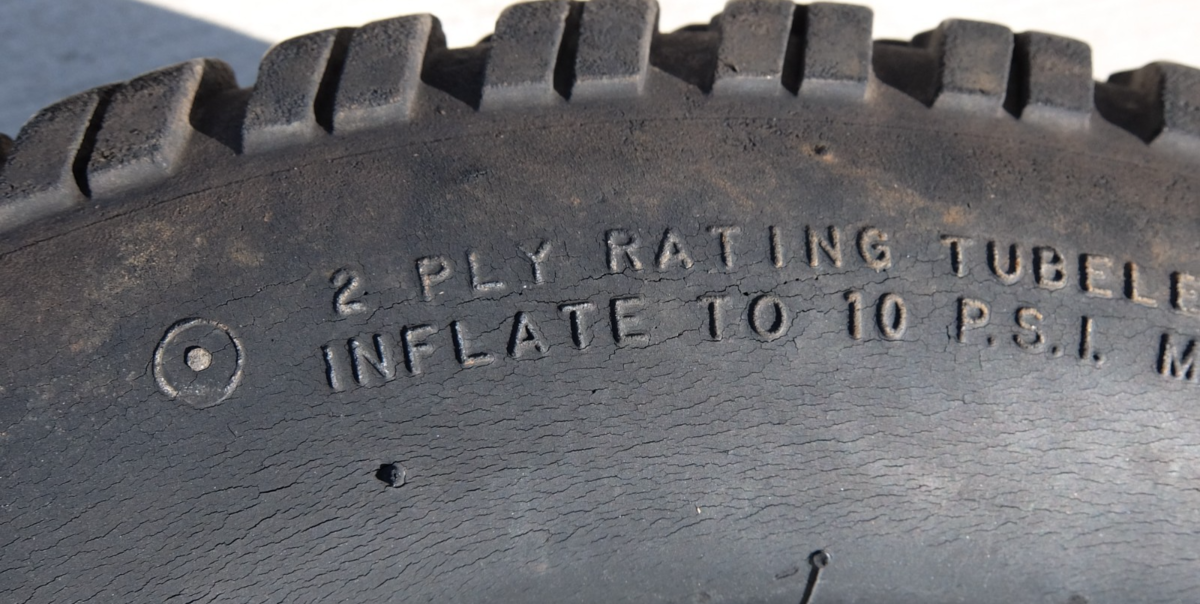 2 PLY RATING TUBELE
INFLATE TO 10 P.S.I. M